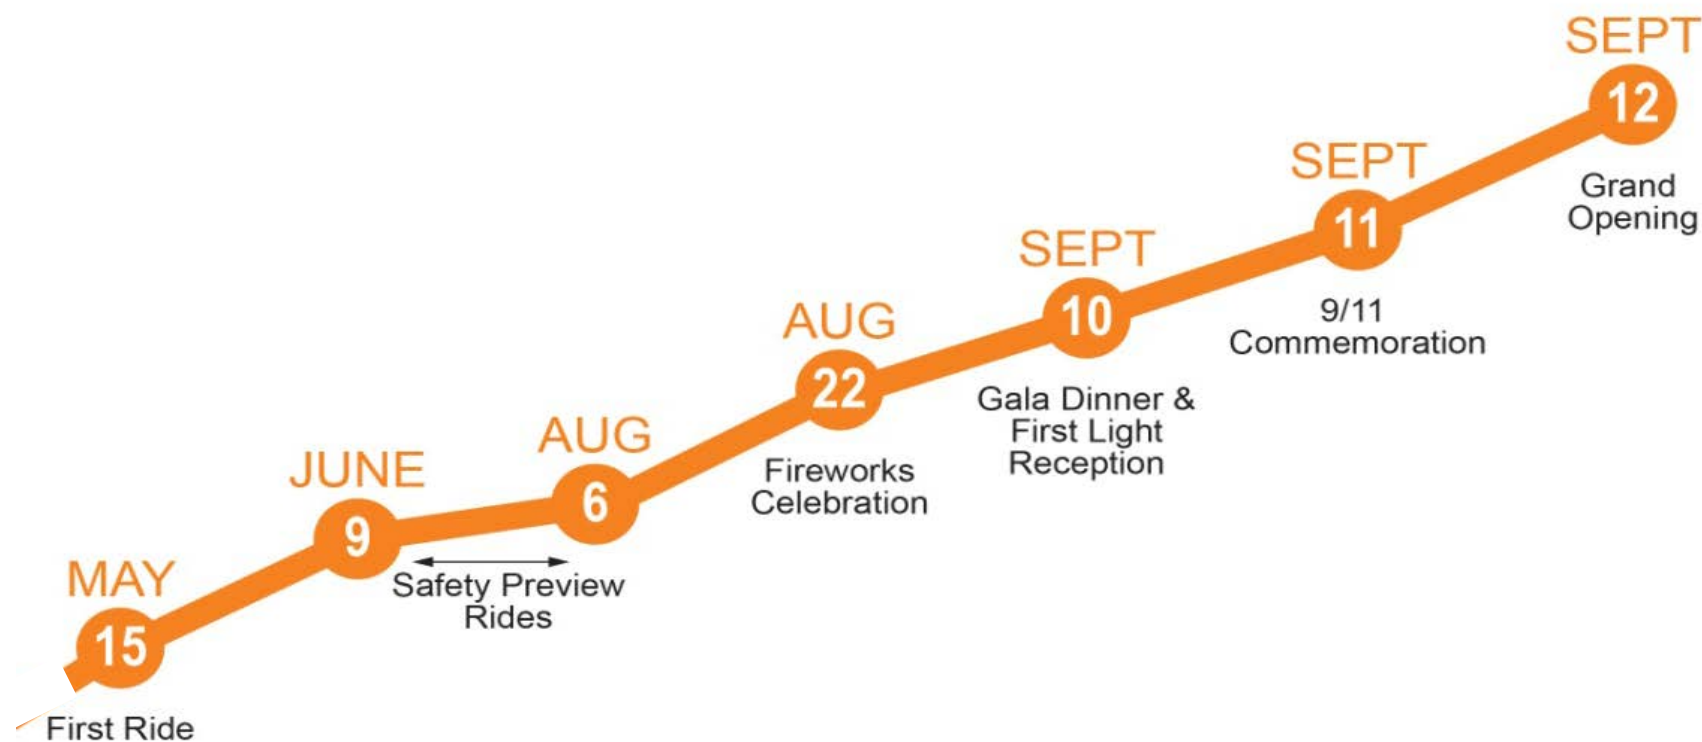 MAY
15
First Ride
JUNE
9
AUG
6
Safety Preview
Rides
AUG
22
Fireworks
Celebration
SEPT
10
Gala Dinner &
First Light
Reception
SEPT
11
9/11
Commemoration
SEPT
12
Grand
Opening